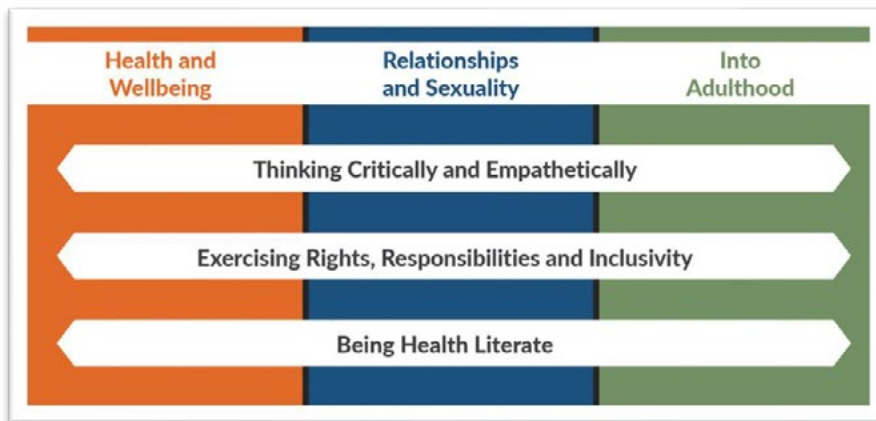 Health and
Wellbeing
Relationships
and Sexuality
Into
Adulthood
Thinking Critically and Empathetically
Exercising Rights, Responsibilities and Inclusivity
Being Health Literate